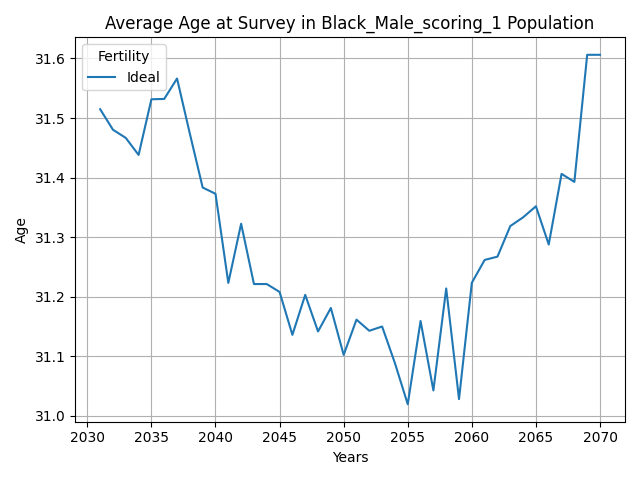 Average Age at Survey in Black_Male_scoring_1 Population
Fertility
Ideal
31.6
31.5
31.4
31.3
31.2
31.1
31.0
Age
2030 2035 2040 2045 2050 2055 2060 2065 2070
Years